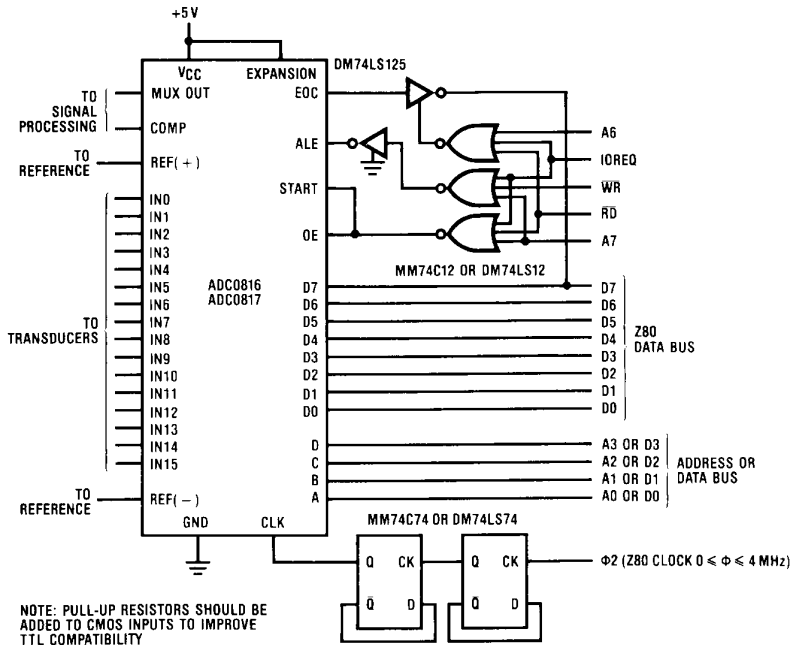 +5V
VCC
EXPANSION
DM74LS125
MUX OUT
EOC
TO
SIGNAL
PROCESSING
COMP
ALE
TO
REFERENCE
REF(+)
START
OE
A6
IOREQ
WR
RD
A7
MM74C12 OR DM74LS12
IN0
IN1
IN2
IN3
IN4
IN5
IN6
IN7
IN8
IN9
IN10
IN11
IN12
IN13
IN14
IN15
TO
TRANSDUCERS
ADC0816
ADC0817
D7
D6
D5
D4
D3
D2
D1
D0
D7
D6
D5
D4
D3
D2
D1
D0
Z80
DATA BUS
D
C
B
A
A3 OR D3
A2 OR D2
A1 OR D1
A0 OR D0
ADDRESS OR
DATA BUS
TO
REFERENCE
REF(−)
GND
CLK
MM74C74 OR DM74LS74
Q
CK
Q̅
D
Q
CK
Q̅
D
Φ2 (Z80 CLOCK 0 ⩽ Φ ⩽ 4 MHz)
NOTE: PULL-UP RESISTORS SHOULD BE
ADDED TO CMOS INPUTS TO IMPROVE
TTL COMPATIBILITY